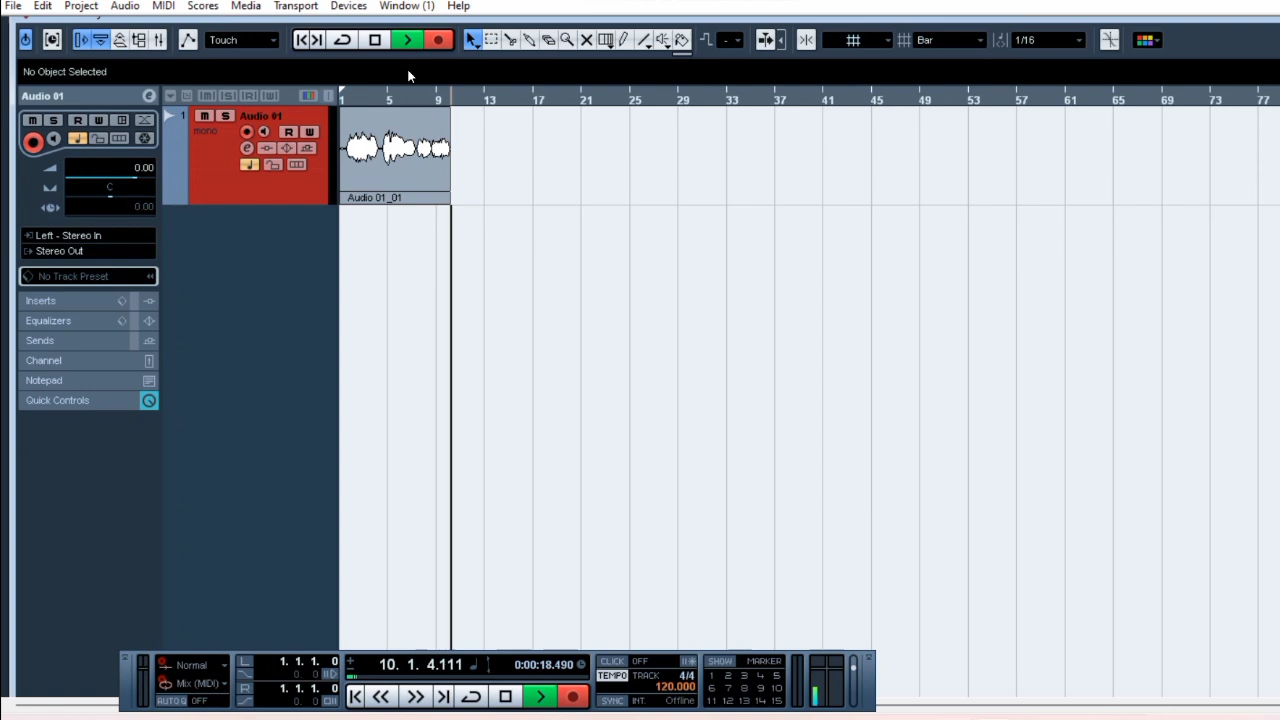 File Edit Project Audio MIDI Scores Media Transport Devices Window (1) Help
Touch - Bar 1/16
No Object Selected
Audio 01
1 5 9 13 17 21 25 29 33 37 41 45 49 53 57 61 65 69 73 77
M S R W
0.00
C
0.00
Left - Stereo In
Stereo Out
No Track Preset
Inserts
Equalizers
Sends
Channel
Notepad
Quick Controls
1 M S Audio 01
mono R W
Audio 01_01
Normal
Mix (MIDI)
AUTO Q OFF
L 1. 1. 1. 0
0. 0
R 1. 1. 1. 0
0. 0
10. 1. 4.111 0:00:18.490
CLICK OFF
TEMPO TRACK 4/4
120.000
SYNC INT. Offline
SHOW MARKER
1 2 3 4 5
6 7 8 9 10
11 12 13 14 15